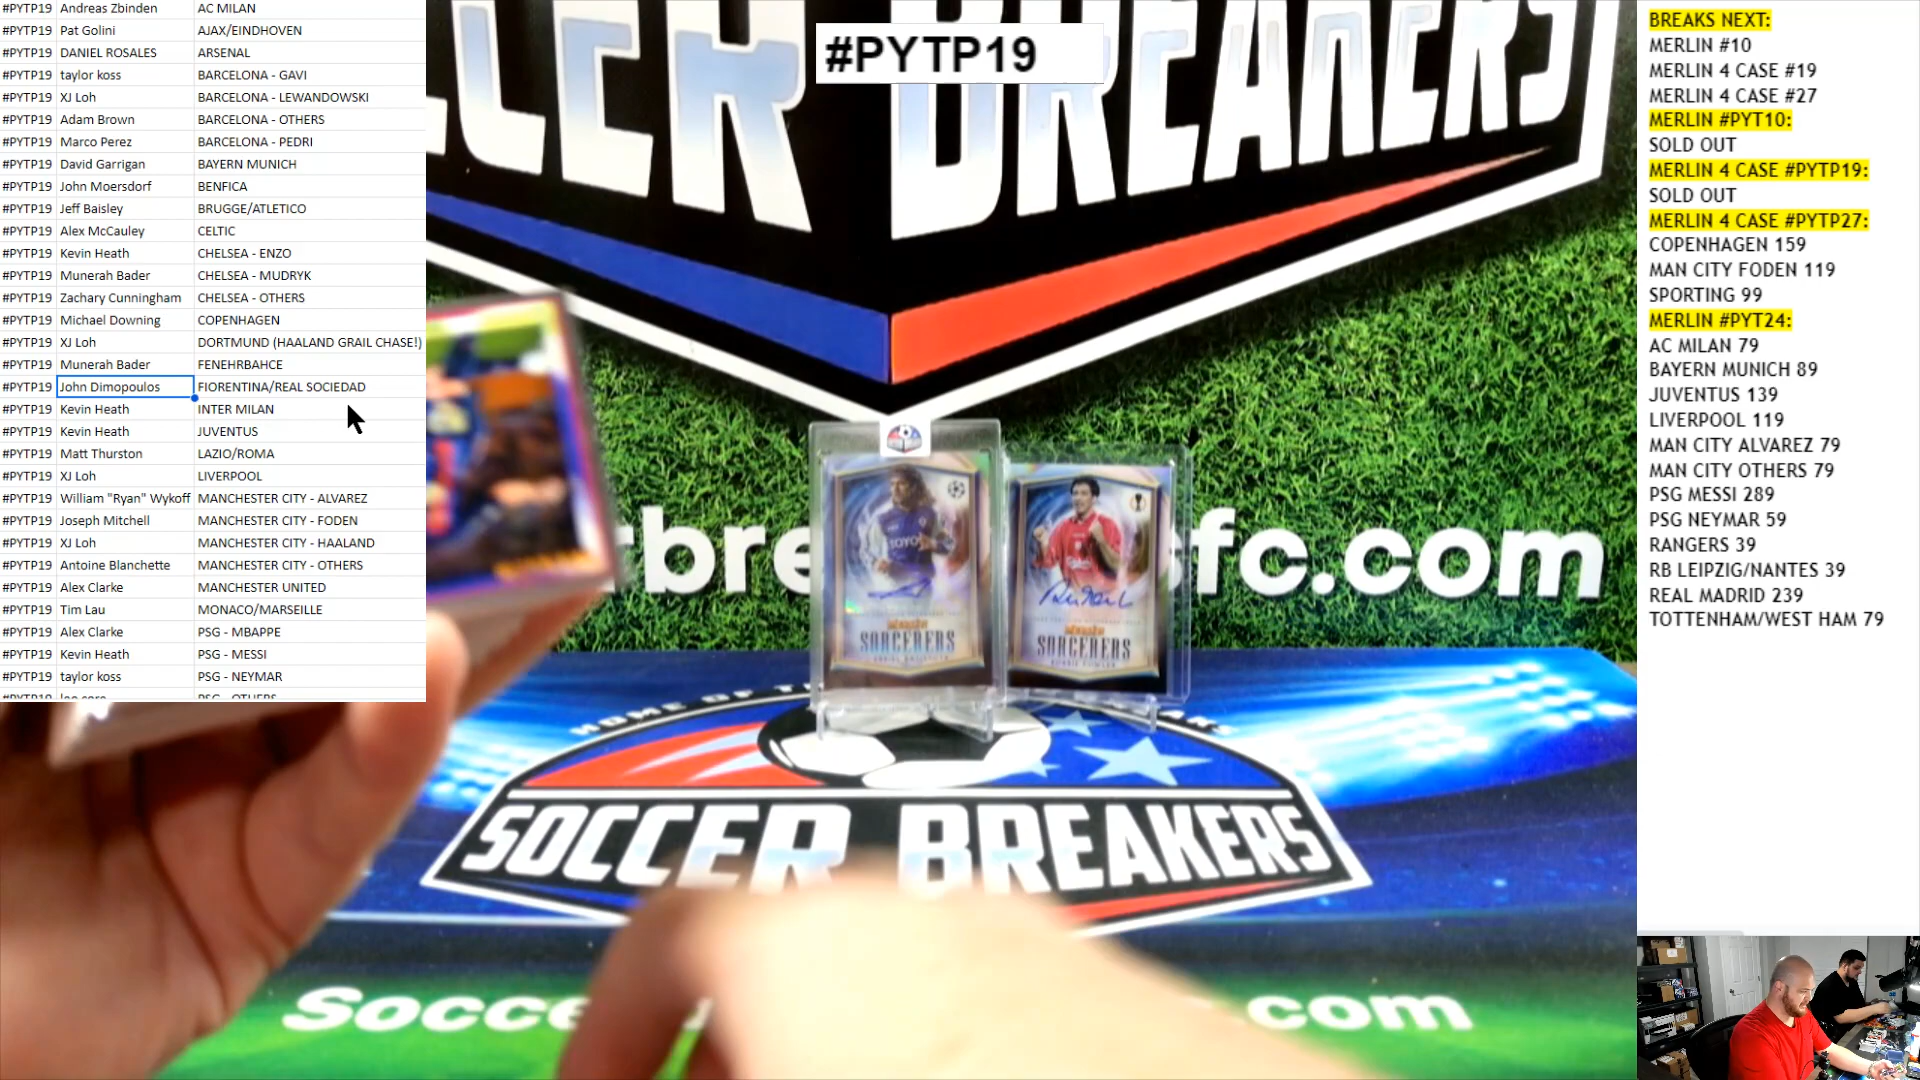 #PYTP19 Andreas Zbinden AC MILAN
#PYTP19 Pat Golini AJAX/EINDHOVEN
#PYTP19 DANIEL ROSALES ARSENAL
#PYTP19 taylor koss BARCELONA - GAVI
#PYTP19 XJ Loh BARCELONA - LEWANDOWSKI
#PYTP19 Adam Brown BARCELONA - OTHERS
#PYTP19 Marco Perez BARCELONA - PEDRI
#PYTP19 David Garrigan BAYERN MUNICH
#PYTP19 John Moersdorf BENFICA
#PYTP19 Jeff Baisley BRUGGE/ATLETICO
#PYTP19 Alex McCauley CELTIC
#PYTP19 Kevin Heath CHELSEA - ENZO
#PYTP19 Munerah Bader CHELSEA - MUDRYK
#PYTP19 Zachary Cunningham CHELSEA - OTHERS
#PYTP19 Michael Downing COPENHAGEN
#PYTP19 XJ Loh DORTMUND (HAALAND GRAIL CHASE!)
#PYTP19 Munerah Bader FENEHRBAHCE
#PYTP19 John Dimopoulos FIORENTINA/REAL SOCIEDAD
#PYTP19 Kevin Heath INTER MILAN
#PYTP19 Kevin Heath JUVENTUS
#PYTP19 Matt Thurston LAZIO/ROMA
#PYTP19 XJ Loh LIVERPOOL
#PYTP19 William "Ryan" Wykoff MANCHESTER CITY - ALVAREZ
#PYTP19 Joseph Mitchell MANCHESTER CITY - FODEN
#PYTP19 XJ Loh MANCHESTER CITY - HAALAND
#PYTP19 Antoine Blanchette MANCHESTER CITY - OTHERS
#PYTP19 Alex Clarke MANCHESTER UNITED
#PYTP19 Tim Lau MONACO/MARSEILLE
#PYTP19 Alex Clarke PSG - MBAPPE
#PYTP19 Kevin Heath PSG - MESSI
#PYTP19 taylor koss PSG - NEYMAR
#PYTP19
BREAKERS
fc.com
TOYO
Merlin
SORCERERS
Merlin
SORCERERS
HOME OF
SOCCER BREAKERS
Socce
com
BREAKS NEXT:
MERLIN #10
MERLIN 4 CASE #19
MERLIN 4 CASE #27
MERLIN #PYT10:
SOLD OUT
MERLIN 4 CASE #PYTP19:
SOLD OUT
MERLIN 4 CASE #PYTP27:
COPENHAGEN 159
MAN CITY FODEN 119
SPORTING 99
MERLIN #PYT24:
AC MILAN 79
BAYERN MUNICH 89
JUVENTUS 139
LIVERPOOL 119
MAN CITY ALVAREZ 79
MAN CITY OTHERS 79
PSG MESSI 289
PSG NEYMAR 59
RANGERS 39
RB LEIPZIG/NANTES 39
REAL MADRID 239
TOTTENHAM/WEST HAM 79